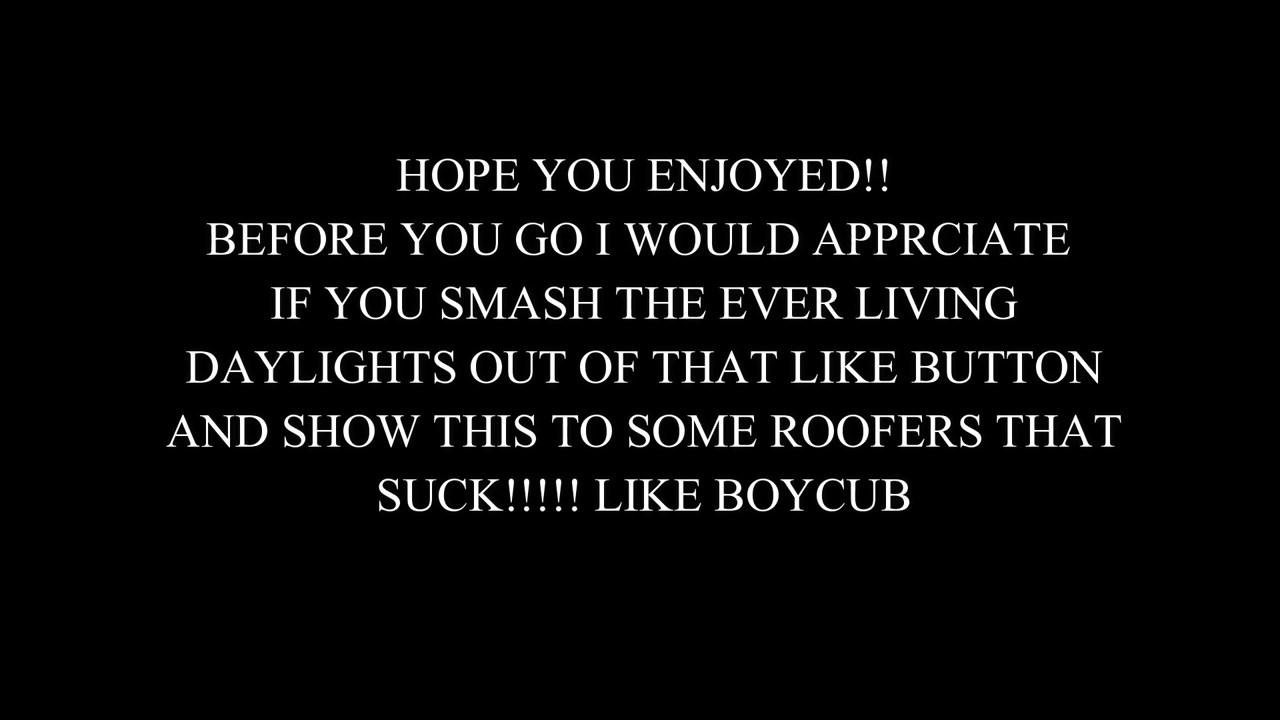 HOPE YOU ENJOYED!!
BEFORE YOU GO I WOULD APPRCIATE
IF YOU SMASH THE EVER LIVING
DAYLIGHTS OUT OF THAT LIKE BUTTON
AND SHOW THIS TO SOME ROOFERS THAT
SUCK!!!!! LIKE BOYCUB